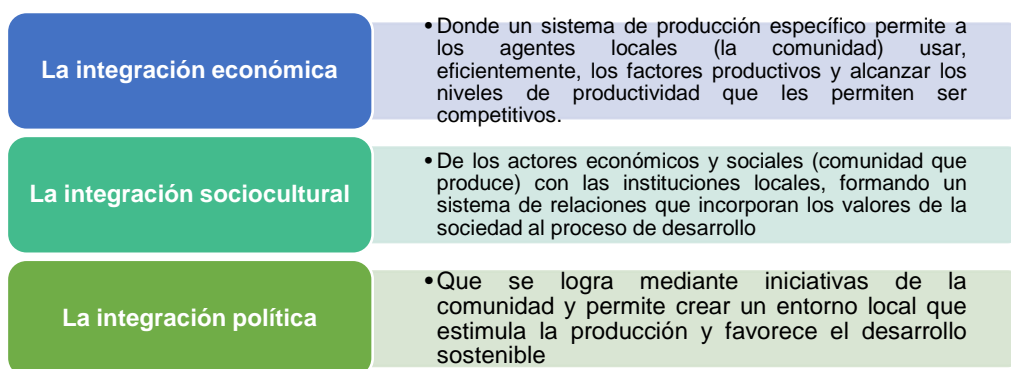 La integración económica
• Donde un sistema de producción específico permite a
los agentes locales (la comunidad) usar,
eficientemente, los factores productivos y alcanzar los
niveles de productividad que les permiten ser
competitivos.
La integración sociocultural
• De los actores económicos y sociales (comunidad que
produce) con las instituciones locales, formando un
sistema de relaciones que incorporan los valores de la
sociedad al proceso de desarrollo
La integración política
• Que se logra mediante iniciativas de la
comunidad y permite crear un entorno local que
estimula la producción y favorece el desarrollo
sostenible